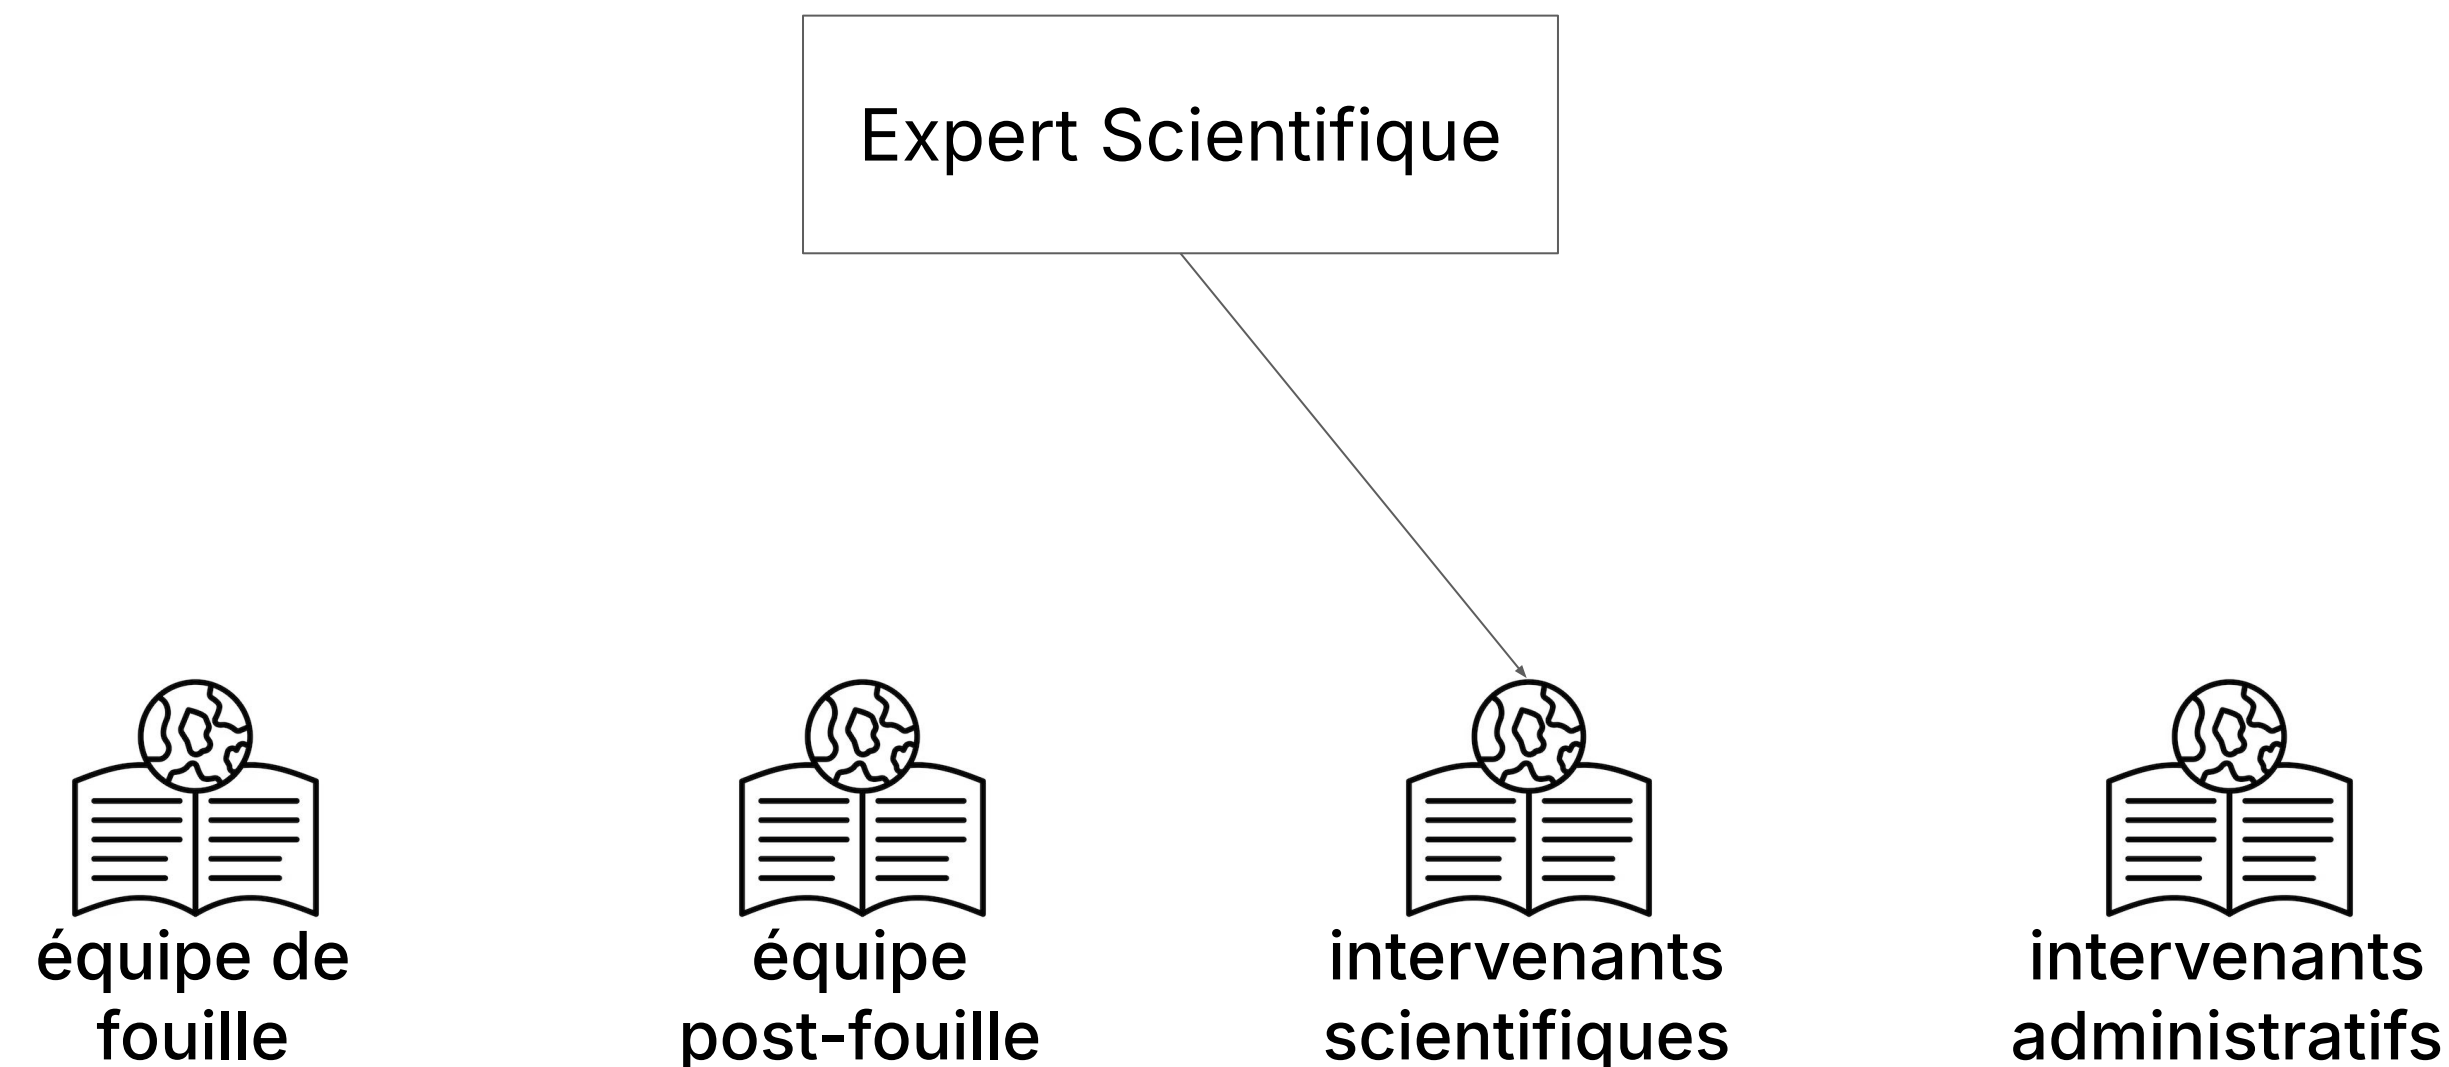 Expert Scientifique
équipe de
fouille
équipe
post-fouille
intervenants
scientifiques
intervenants
administratifs